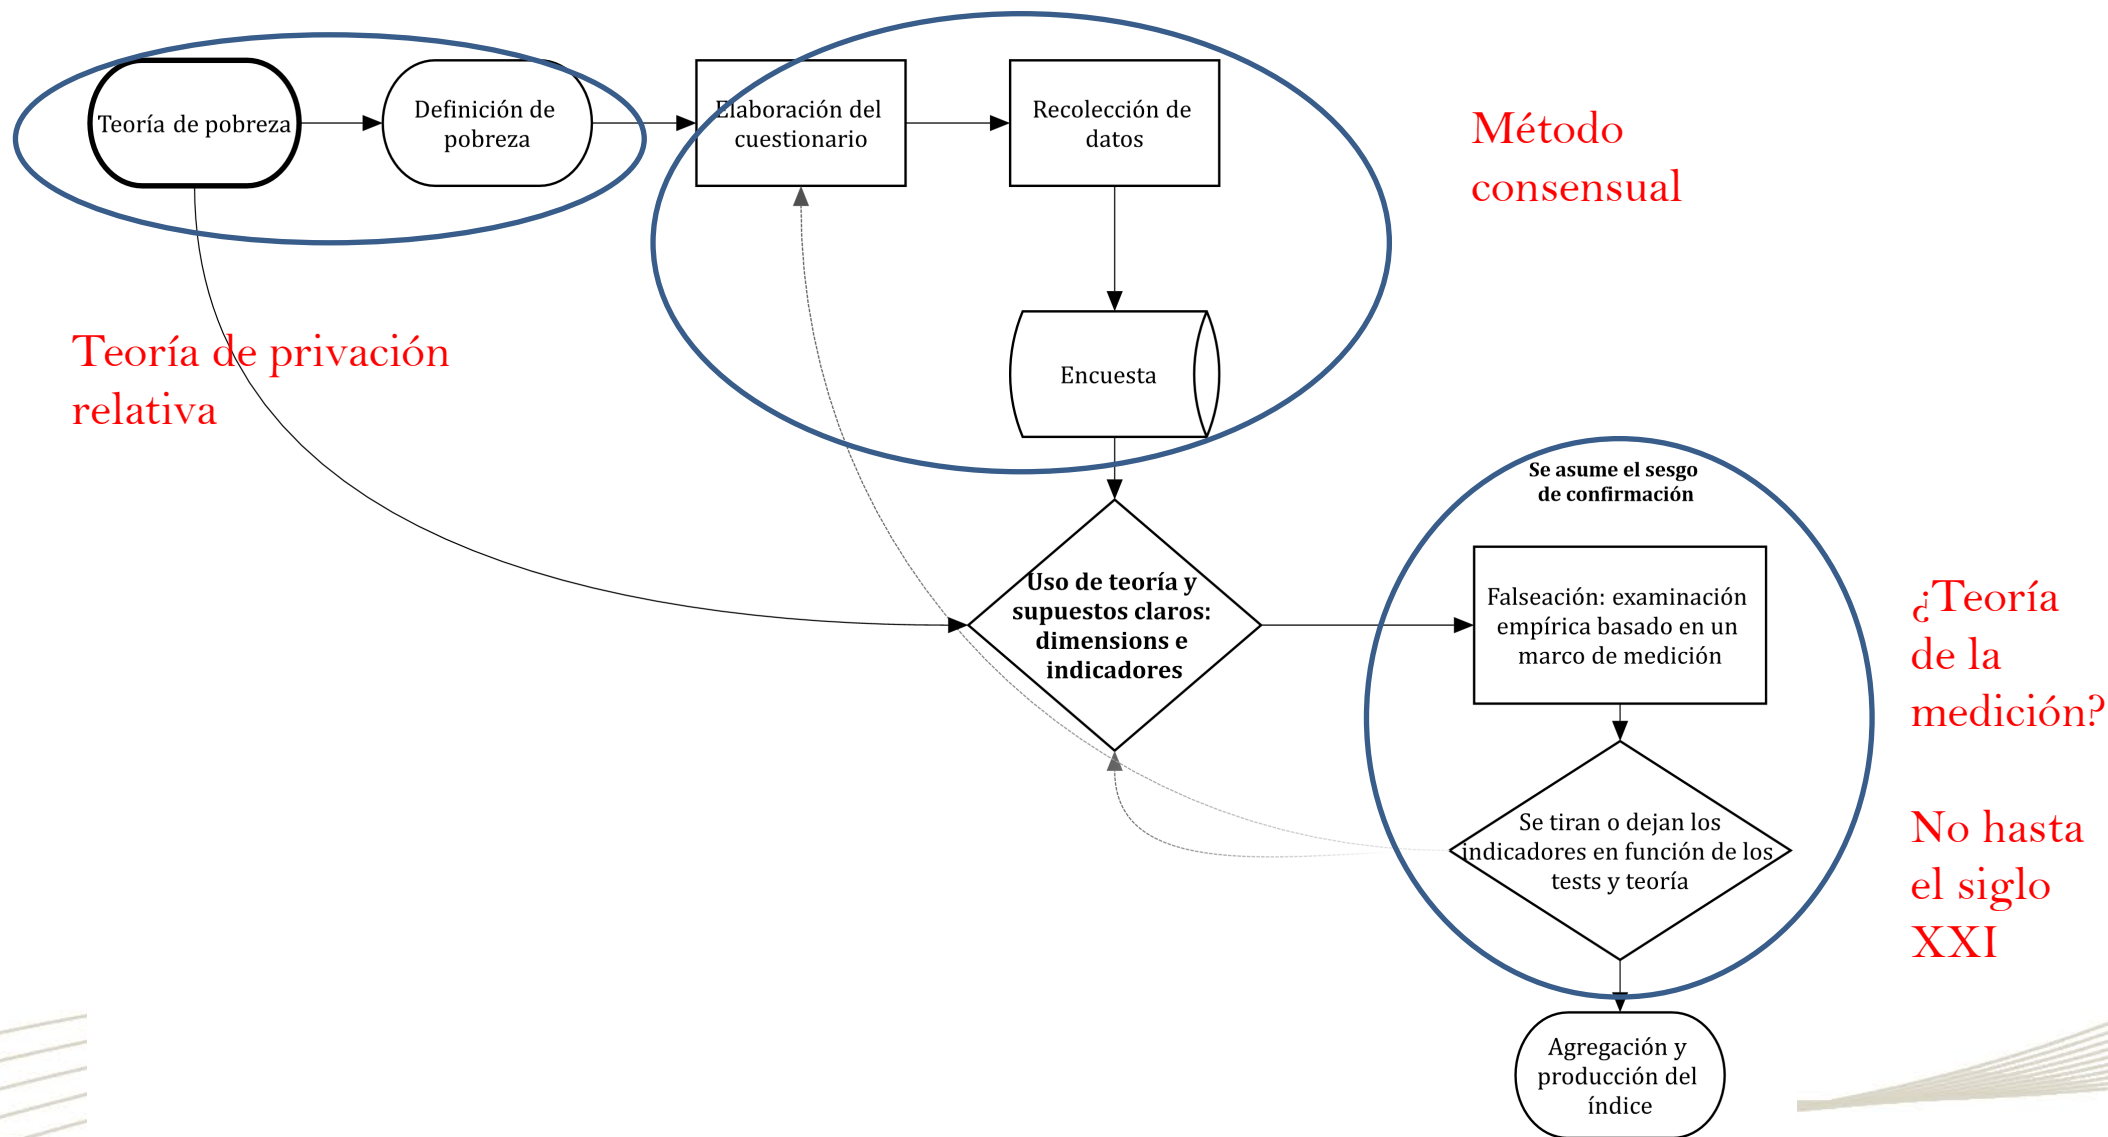 Teoría de pobreza
Definición de
pobreza
Elaboración del
cuestionario
Recolección de
datos
Método
consensual
Teoría de privación
relativa
Encuesta
Se asume el sesgo
de confirmación
Uso de teoría y
supuestos claros:
dimensions e
indicadores
Falseación: examinación
empírica basado en un
marco de medición
¿Teoría
de la
medición?
Se tiran o dejan los
indicadores en función de los
tests y teoría
No hasta
el siglo
XXI
Agregación y
producción del
índice